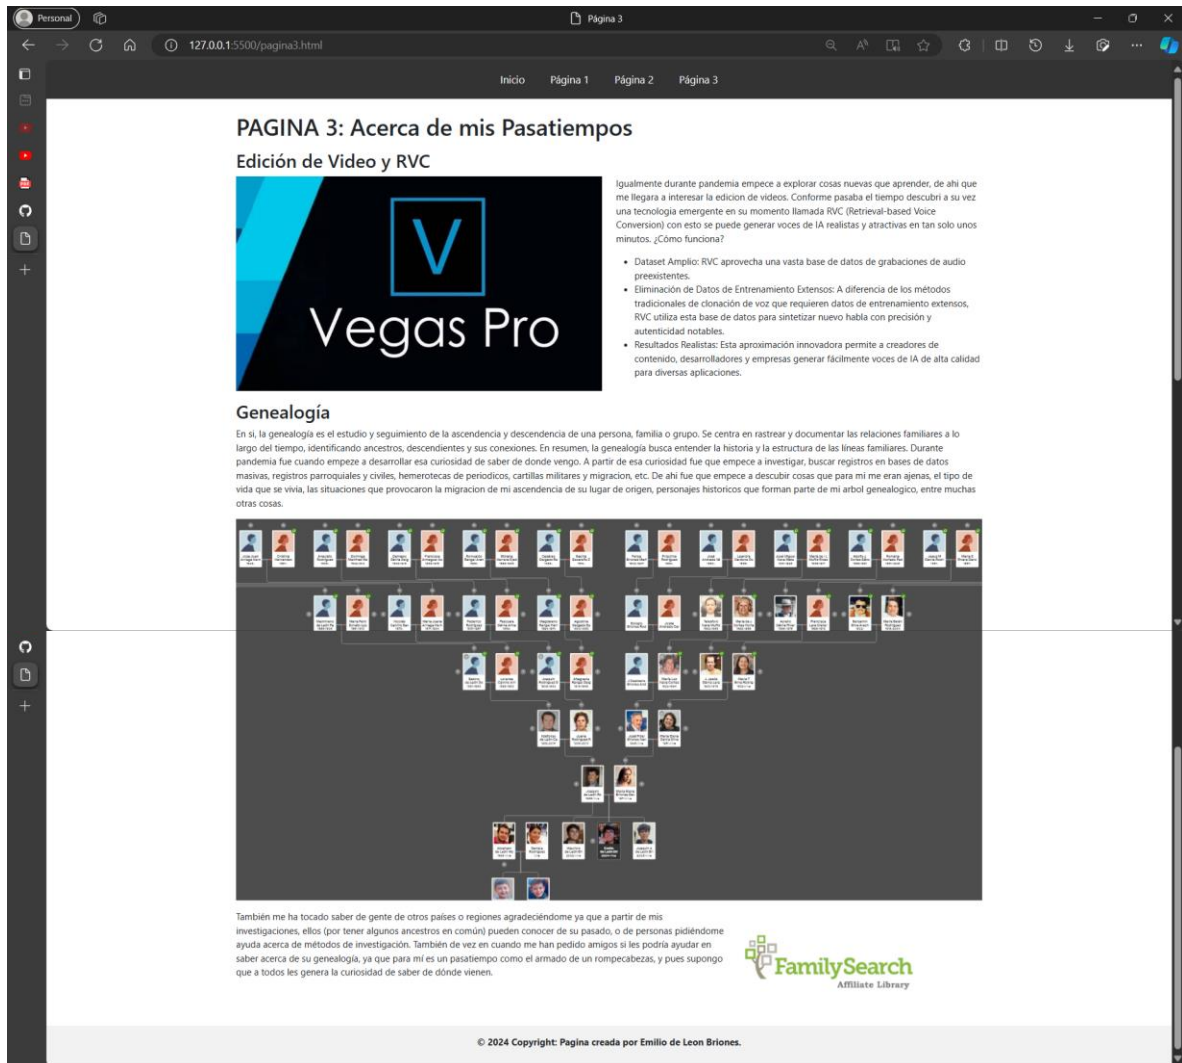 Personal
Página 3
127.0.0.1:5500/pagina3.html
Inicio Página 1 Página 2 Página 3
PAGINA 3: Acerca de mis Pasatiempos
Edición de Video y RVC
V
Vegas Pro
Igualmente durante pandemia empece a explorar cosas nuevas que aprender, de ahi que
me llegara a interesar la edicion de videos. Conforme pasaba el tiempo descubri a su vez
una tecnologia emergente en su momento llamada RVC (Retrieval-based Voice
Conversion) con esto se puede generar voces de IA realistas y atractivas en tan solo unos
minutos. ¿Cómo funciona?
• Dataset Amplio: RVC aprovecha una vasta base de datos de grabaciones de audio
preexistentes.
• Eliminación de Datos de Entrenamiento Extensos: A diferencia de los métodos
tradicionales de clonación de voz que requieren datos de entrenamiento extensos,
RVC utiliza esta base de datos para sintetizar nuevo habla con precisión y
autenticidad notables.
• Resultados Realistas: Esta aproximación innovadora permite a creadores de
contenido, desarrolladores y empresas generar fácilmente voces de IA de alta calidad
para diversas aplicaciones.
Genealogía
En si, la genealogía es el estudio y seguimiento de la ascendencia y descendencia de una persona, familia o grupo. Se centra en rastrear y documentar las relaciones familiares a lo
largo del tiempo, identificando ancestros, descendientes y sus conexiones. En resumen, la genealogía busca entender la historia y la estructura de las líneas familiares. Durante
pandemia fue cuando empeze a desarrollar esa curiosidad de saber de donde vengo. A partir de esa curiosidad fue que empece a investigar, buscar registros en bases de datos
masivas, registros parroquiales y civiles, hemerotecas de periodicos, cartillas militares y migracion, etc. De ahi fue que empece a descubir cosas que para mi me eran ajenas, el tipo de
vida que se vivia, las situaciones que provocaron la migracion de mi ascendencia de su lugar de origen, personajes historicos que forman parte de mi arbol genealogico, entre muchas
otras cosas.
También me ha tocado saber de gente de otros países o regiones agradeciéndome ya que a partir de mis
investigaciones, ellos (por tener algunos ancestros en común) pueden conocer de su pasado, o de personas pidiéndome
ayuda acerca de métodos de investigación. También de vez en cuando me han pedido amigos si les podría ayudar en
saber acerca de su genealogía, ya que para mí es un pasatiempo como el armado de un rompecabezas, y pues supongo
que a todos les genera la curiosidad de saber de dónde vienen.
FamilySearch
Affiliate Library
© 2024 Copyright: Pagina creada por Emilio de Leon Briones.